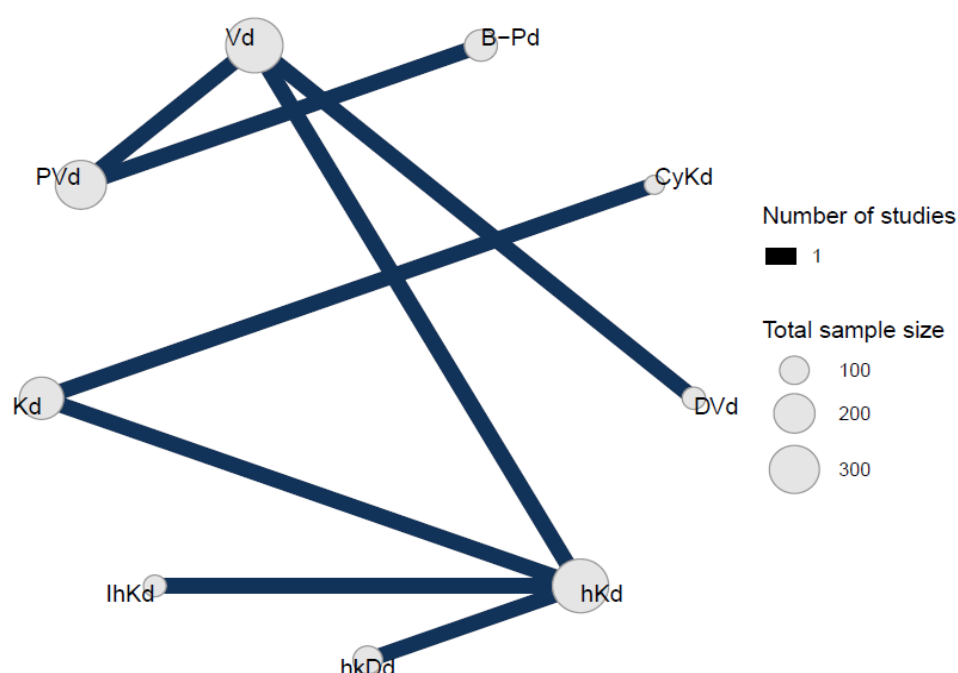 Vd
B−Pd
PVd
CyKd
Number of studies
1
Total sample size
100
Kd
DVd
200
300
IhKd
hKd
hkDd